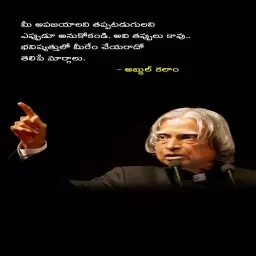 మీ అపజయాలని తప్పటడుగులని
ఎప్పుడూ అనుకోకండి. అవి తప్పులు కావు..
భవిష్యత్తులో మీరేం చేయరాదో
తెలిపే మార్గాలు.
- అబ్దుల్ కలాం